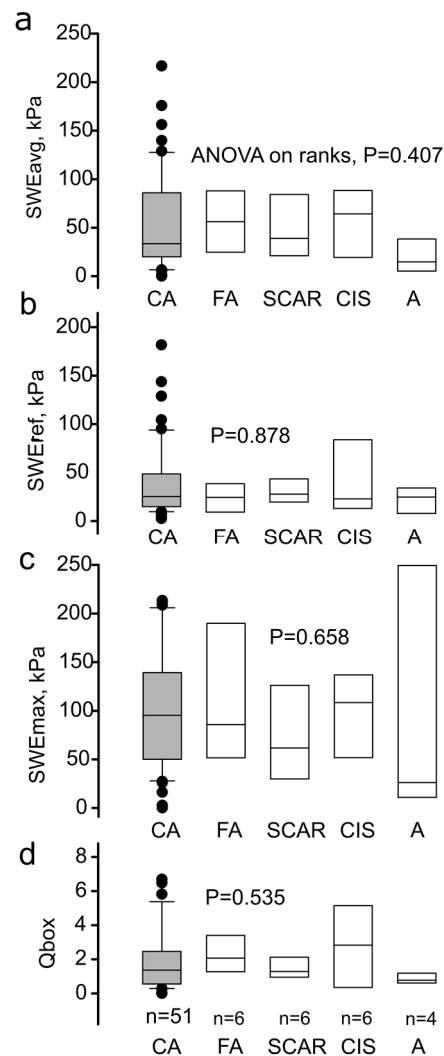 a
250
200
150
100
50
0
SWEavg, kPa
ANOVA on ranks, P=0.407
CA FA SCAR CIS A
b
200
150
100
50
0
SWEref, kPa
P=0.878
CA FA SCAR CIS A
c
250
200
150
100
50
0
SWEmax, kPa
P=0.658
CA FA SCAR CIS A
d
8
6
4
2
0
Qbox
P=0.535
n=51 n=6 n=6 n=6 n=4
CA FA SCAR CIS A